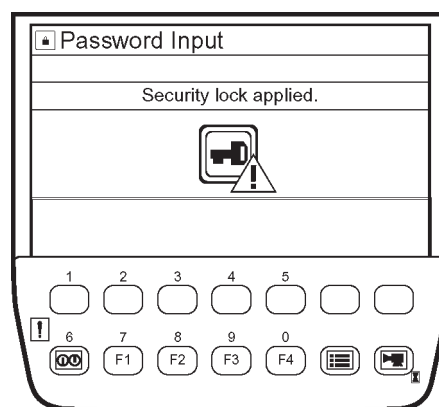 Password Input
Security lock applied.
1 2 3 4 5
6 7 8 9 0
F1 F2 F3 F4